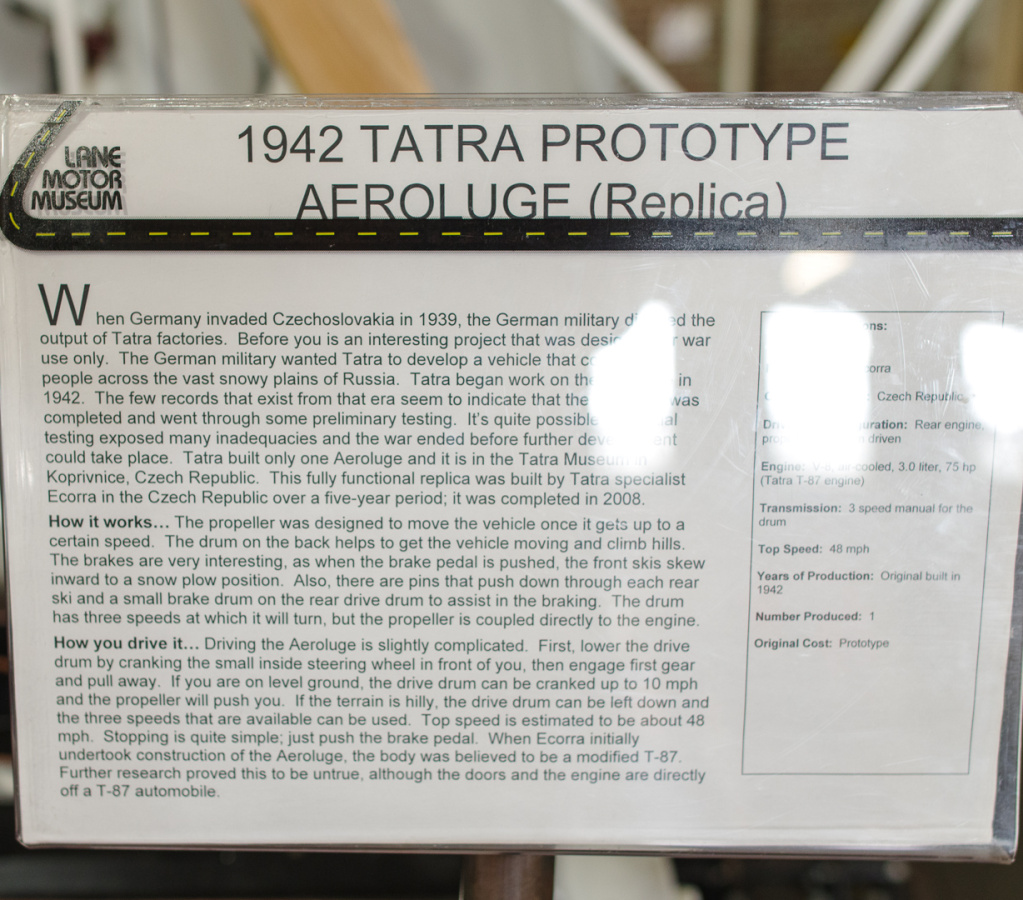 LANE
MOTOR
MUSEUM
1942 TATRA PROTOTYPE
AEROLUGE (Replica)
When Germany invaded Czechoslovakia in 1939, the German military the
output of Tatra factories. Before you is an interesting project that was war
use only. The German military wanted Tatra to develop a vehicle that
people across the vast snowy plains of Russia. Tatra began work on in
1942. The few records that exist from that era seem to indicate that the was
completed and went through some preliminary testing. It's quite possible
testing exposed many inadequacies and the war ended before further
could take place. Tatra built only one Aeroluge and it is in the Tatra Museum in
Koprivnice, Czech Republic. This fully functional replica was built by Tatra specialist
Ecorra in the Czech Republic over a five-year period; it was completed in 2008.
How it works... The propeller was designed to move the vehicle once it gets up to a
certain speed. The drum on the back helps to get the vehicle moving and climb hills.
The brakes are very interesting, as when the brake pedal is pushed, the front skis skew
inward to a snow plow position. Also, there are pins that push down through each rear
ski and a small brake drum on the rear drive drum to assist in the braking. The drum
has three speeds at which it will turn, but the propeller is coupled directly to the engine.
How you drive it... Driving the Aeroluge is slightly complicated. First, lower the drive
drum by cranking the small inside steering wheel in front of you, then engage first gear
and pull away. If you are on level ground, the drive drum can be cranked up to 10 mph
and the propeller will push you. If the terrain is hilly, the drive drum can be left down and
the three speeds that are available can be used. Top speed is estimated to be about 48
mph. Stopping is quite simple; just push the brake pedal. When Ecorra initially
undertook construction of the Aeroluge, the body was believed to be a modified T-87.
Further research proved this to be untrue, although the doors and the engine are directly
off a T-87 automobile.
Czech Republic
Rear engine,
driven
Engine: V-8, air-cooled, 3.0 liter, 75 hp
(Tatra T-87 engine)
Transmission: 3 speed manual for the
drum
Top Speed: 48 mph
Years of Production: Original built in
1942
Number Produced: 1
Original Cost: Prototype